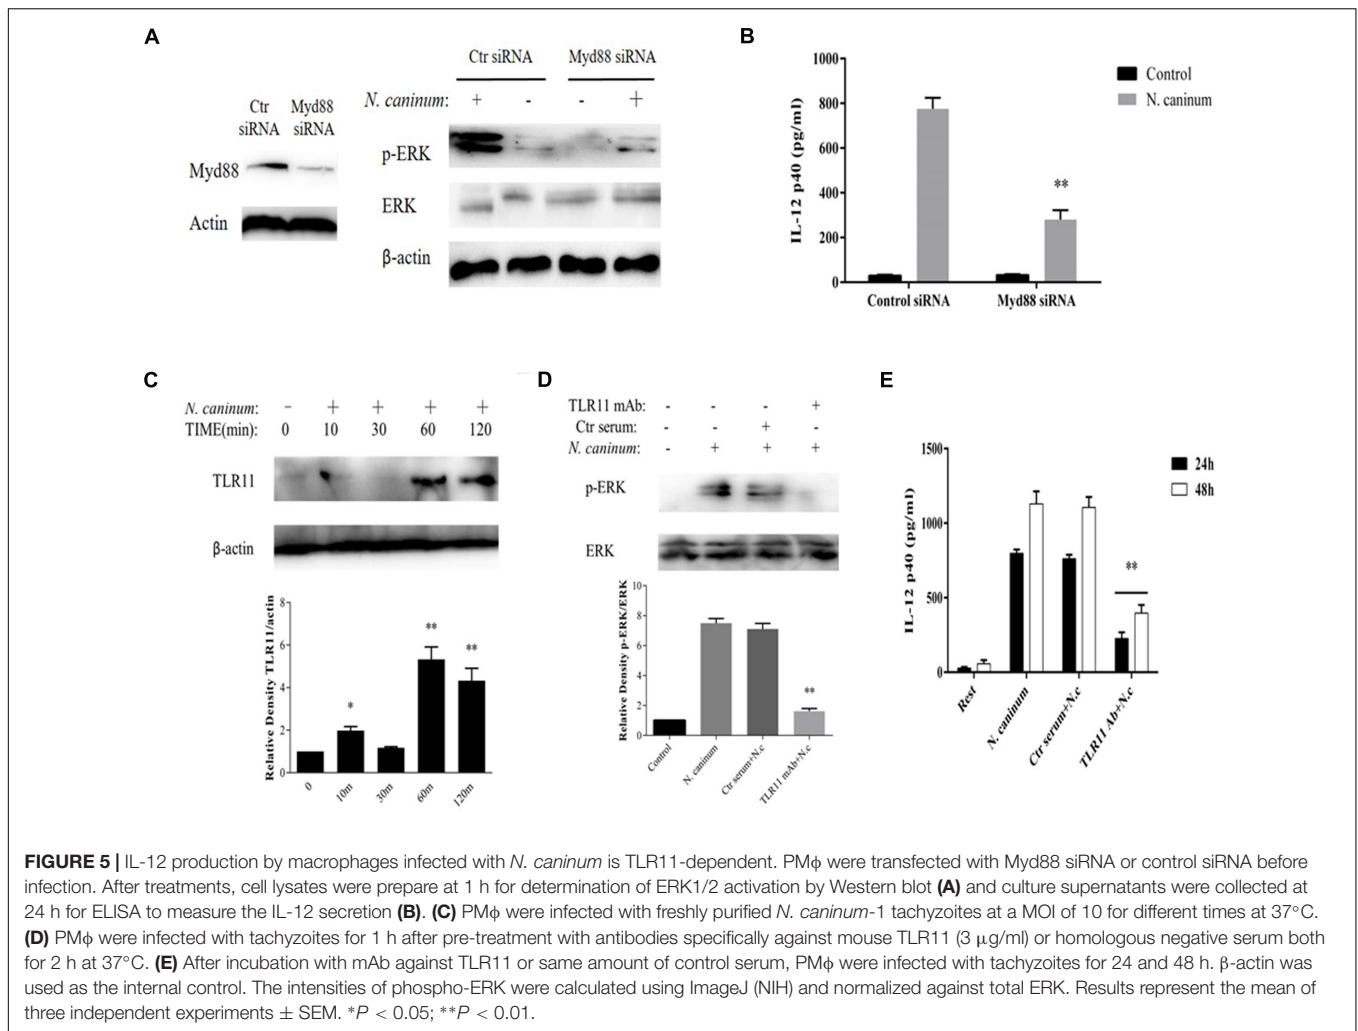 A
Ctr siRNA Myd88 siRNA
N. caninum: + - - +
Ctr Myd88
siRNA siRNA
p-ERK
Myd88
ERK
Actin
β-actin
B
1000
800
600
400
200
0
IL-12 p40 (pg/ml)
Control siRNA Myd88 siRNA
**
Control
N. caninum
C
N. caninum: - + + + +
TIME(min): 0 10 30 60 120
TLR11
β-actin
Relative Density TLR11/actin
8
6
4
2
0
* ** **
0 10m 30m 60m 120m
D
TLR11 mAb: - - - +
Ctr serum: - - + -
N. caninum: - + + +
p-ERK
ERK
Relative Density p-ERK/ERK
10
8
6
4
2
0
**
Control N. caninum Ctr serum+N.c TLR11 mAb+N.c
E
1500
1000
500
0
IL-12 p40 (pg/ml)
24h
48h
**
Rest N. caninum Ctr serum+N.c TLR11 Ab+N.c
FIGURE 5 | IL-12 production by macrophages infected with N. caninum is TLR11-dependent. PMϕ were transfected with Myd88 siRNA or control siRNA before
infection. After treatments, cell lysates were prepare at 1 h for determination of ERK1/2 activation by Western blot (A) and culture supernatants were collected at
24 h for ELISA to measure the IL-12 secretion (B). (C) PMϕ were infected with freshly purified N. caninum-1 tachyzoites at a MOI of 10 for different times at 37°C.
(D) PMϕ were infected with tachyzoites for 1 h after pre-treatment with antibodies specifically against mouse TLR11 (3 μg/ml) or homologous negative serum both
for 2 h at 37°C. (E) After incubation with mAb against TLR11 or same amount of control serum, PMϕ were infected with tachyzoites for 24 and 48 h. β-actin was
used as the internal control. The intensities of phospho-ERK were calculated using ImageJ (NIH) and normalized against total ERK. Results represent the mean of
three independent experiments ± SEM. *P < 0.05; **P < 0.01.